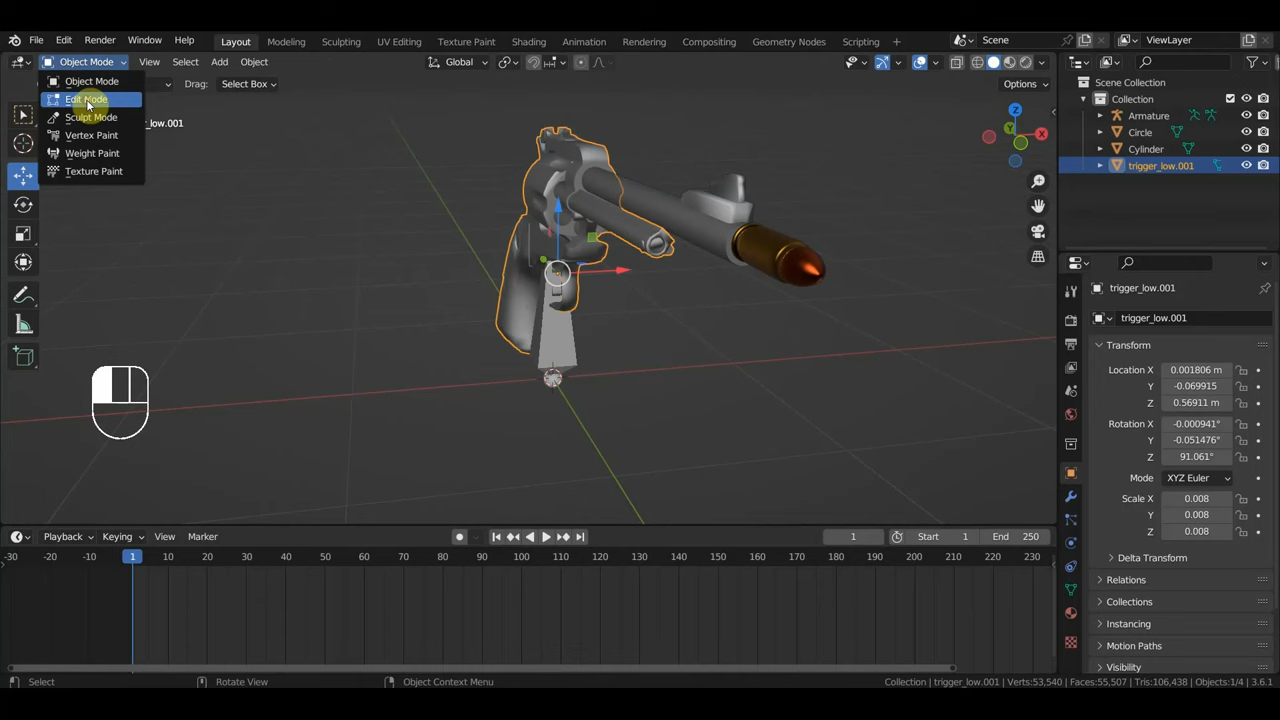 File Edit Render Window Help Layout Modeling Sculpting UV Editing Texture Paint Shading Animation Rendering Compositing Geometry Nodes Scripting + Scene ViewLayer
Object Mode View Select Add Object Global Options
Drag: Select Box
Object Mode
Edit Mode
Sculpt Mode
Vertex Paint
Weight Paint
Texture Paint
low.001
X
Y
Z
Scene Collection
Collection
Armature
Circle
Cylinder
trigger_low.001
trigger_low.001
trigger_low.001
Transform
Location X 0.001806 m
Y -0.069915
Z 0.56911 m
Rotation X -0.000941°
Y -0.051476°
Z 91.061°
Mode XYZ Euler
Scale X 0.008
Y 0.008
Z 0.008
Delta Transform
Relations
Collections
Instancing
Motion Paths
Visibility
Playback Keying View Marker 1 Start 1 End 250
-30 -20 -10 1 10 20 30 40 50 60 70 80 90 100 110 120 130 140 150 160 170 180 190 200 210 220 230
Select Rotate View Object Context Menu Collection | trigger_low.001 | Verts:53,540 | Faces:55,507 | Tris:106,438 | Objects:1/4 | 3.6.1